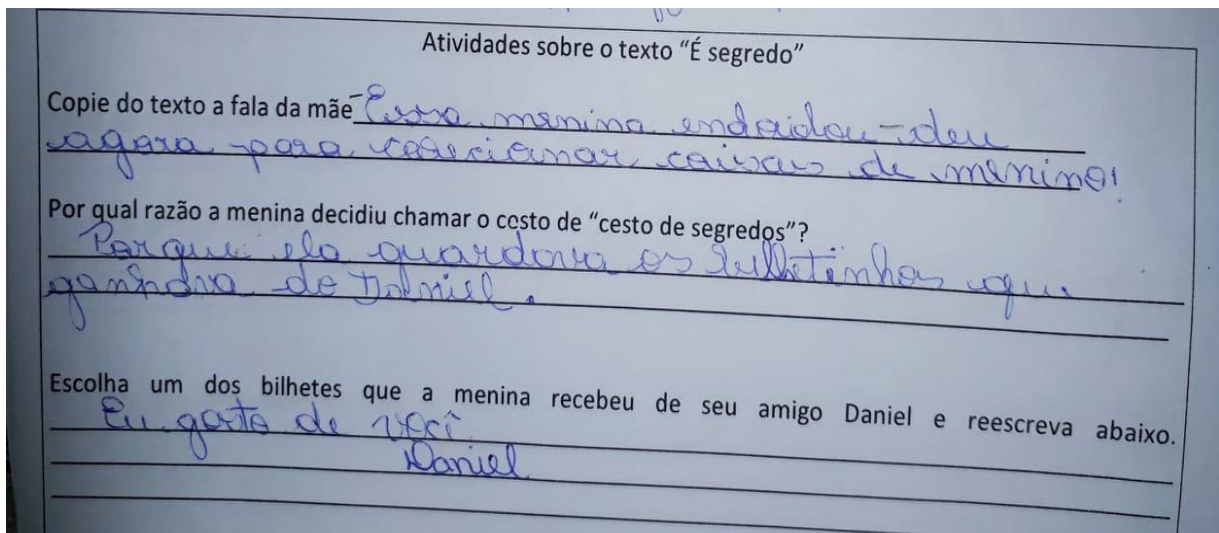 Atividades sobre o texto “É segredo”
Copie do texto a fala da mãe - Essa menina endoidou - deu
agora para colecionar caixas de menino!
Por qual razão a menina decidiu chamar o cesto de “cesto de segredos”?
Porque ela guardava os bilhetinhos que
ganhava do Daniel.
Escolha um dos bilhetes que a menina recebeu de seu amigo Daniel e reescreva abaixo.
Eu gosto de você
Daniel